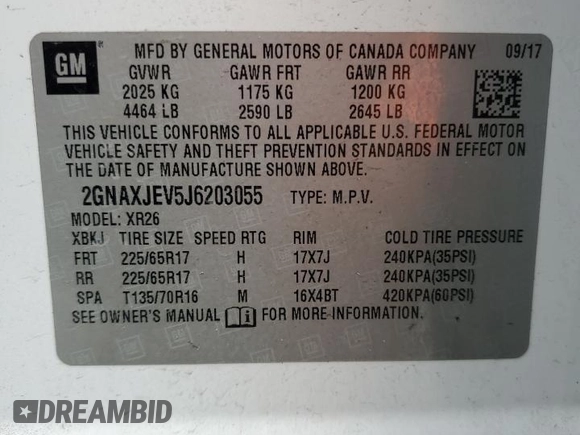 GM MFD BY GENERAL MOTORS OF CANADA COMPANY 09/17
GVWR GAWR FRT GAWR RR
2025 KG 1175 KG 1200 KG
4464 LB 2590 LB 2645 LB
THIS VEHICLE CONFORMS TO ALL APPLICABLE U.S. FEDERAL MOTOR
VEHICLE SAFETY AND THEFT PREVENTION STANDARDS IN EFFECT ON
THE DATE OF MANUFACTURE SHOWN ABOVE.
2GNAXJEV5J6203055 TYPE: M.P.V.
MODEL: XR26
XBKJ TIRE SIZE SPEED RTG RIM COLD TIRE PRESSURE
FRT 225/65R17 H 17X7J 240KPA(35PSI)
RR 225/65R17 H 17X7J 240KPA(35PSI)
SPA T135/70R16 M 16X4BT 420KPA(60PSI)
SEE OWNER'S MANUAL FOR MORE INFORMATION.
DREAMBID